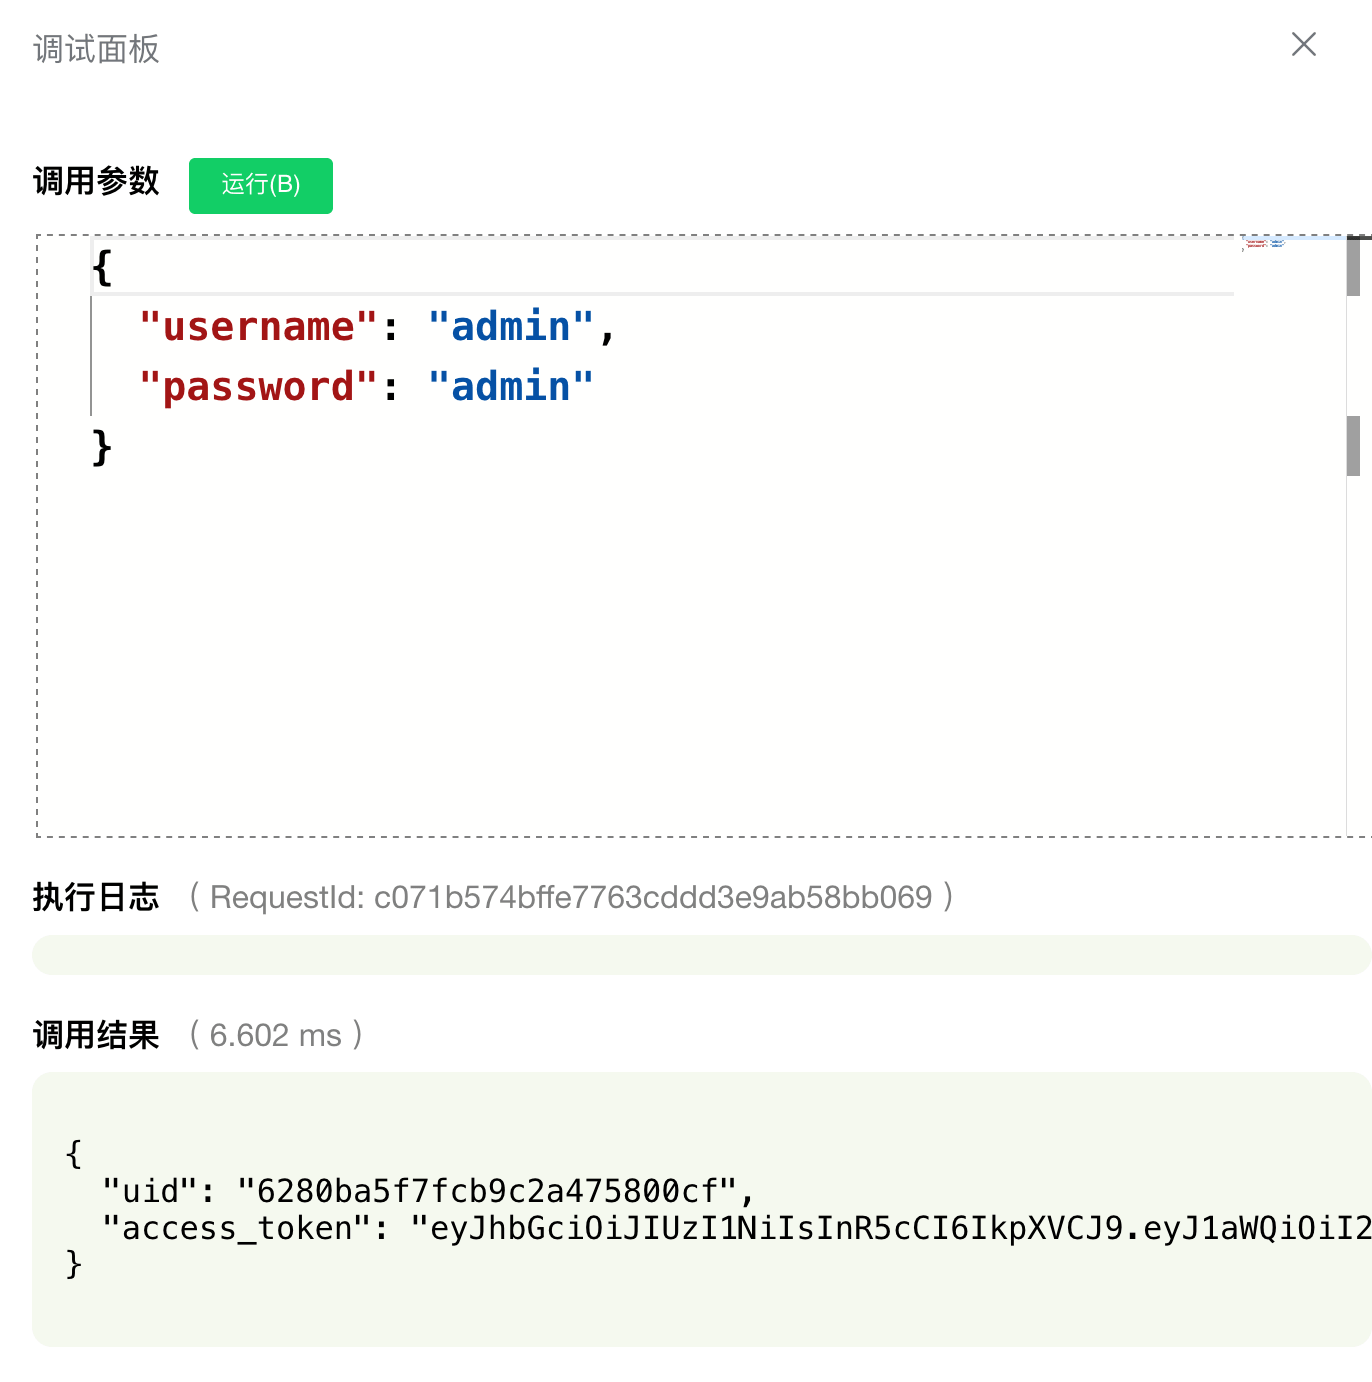 调试面板
调用参数 运行(B)
{
  "username": "admin",
  "password": "admin"
}
执行日志 ( RequestId: c071b574bffe7763cddd3e9ab58bb069 )
调用结果 ( 6.602 ms )
{
  "uid": "6280ba5f7fcb9c2a475800cf",
  "access_token": "eyJhbGciOiJIUzI1NiIsInR5cCI6IkpXVCJ9.eyJ1aWQiOiI2
}